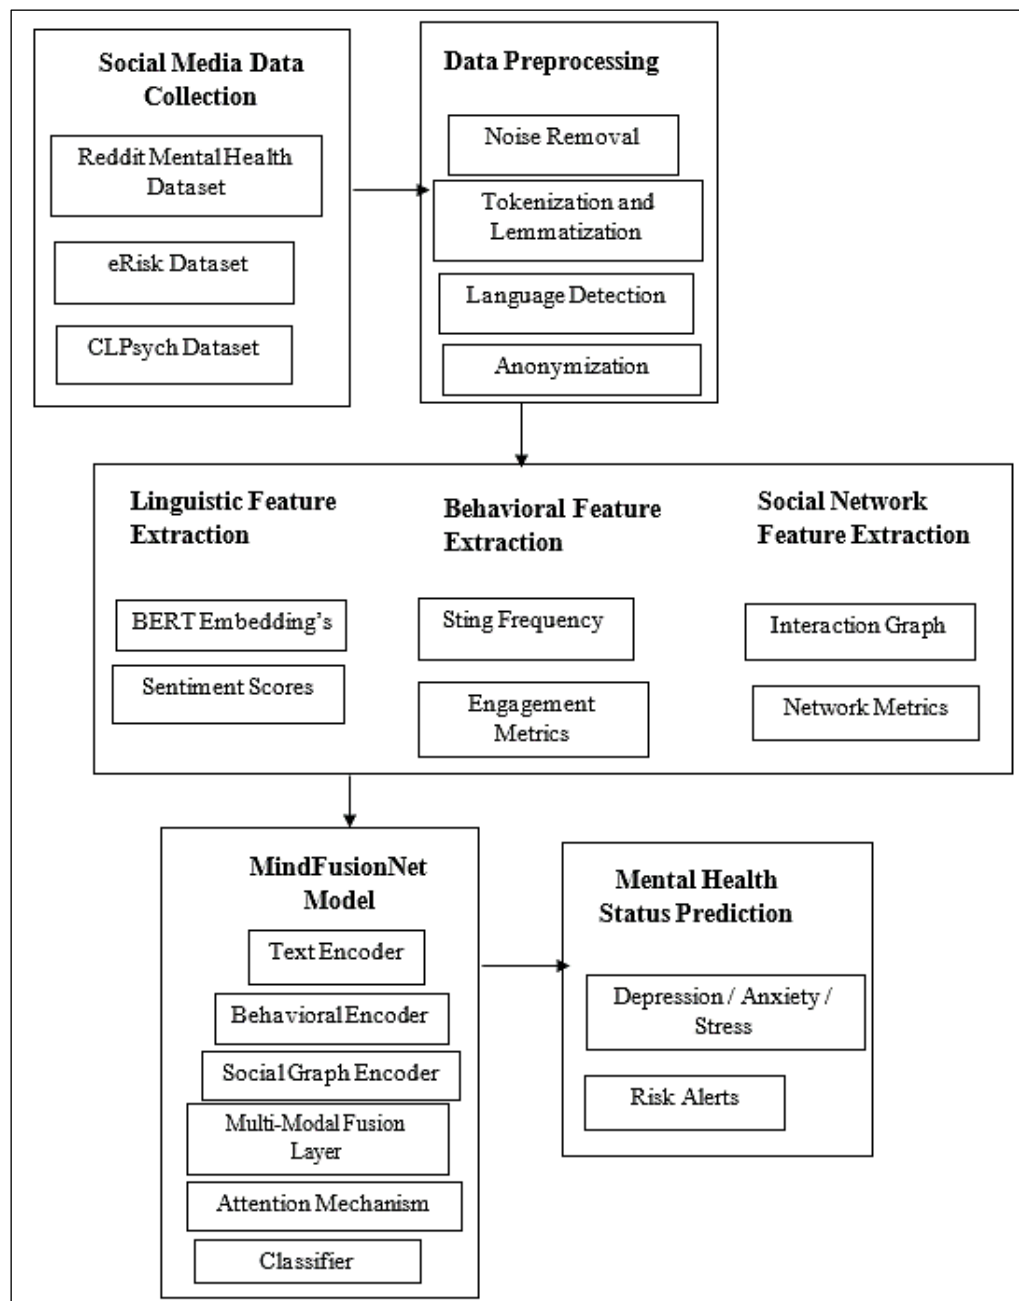 Social Media Data
Collection
Reddit Mental Health
Dataset
eRisk Dataset
CLPsych Dataset
Data Preprocessing
Noise Removal
Tokenization and
Lemmatization
Language Detection
Anonymization
Linguistic Feature
Extraction
BERT Embedding's
Sentiment Scores
Behavioral Feature
Extraction
Sting Frequency
Engagement
Metrics
Social Network
Feature Extraction
Interaction Graph
Network Metrics
MindFusionNet
Model
Text Encoder
Behavioral Encoder
Social Graph Encoder
Multi-Modal Fusion
Layer
Attention Mechanism
Classifier
Mental Health
Status Prediction
Depression / Anxiety /
Stress
Risk Alerts